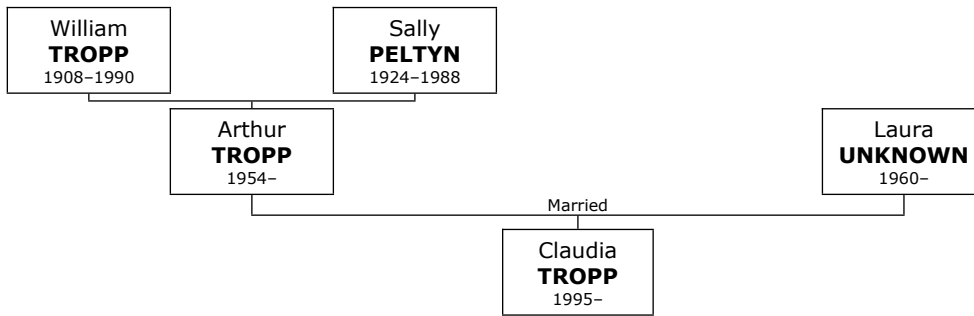 William
TROPP
1908–1990
Sally
PELTYN
1924–1988
Arthur
TROPP
1954–
Laura
UNKNOWN
1960–
Married
Claudia
TROPP
1995–